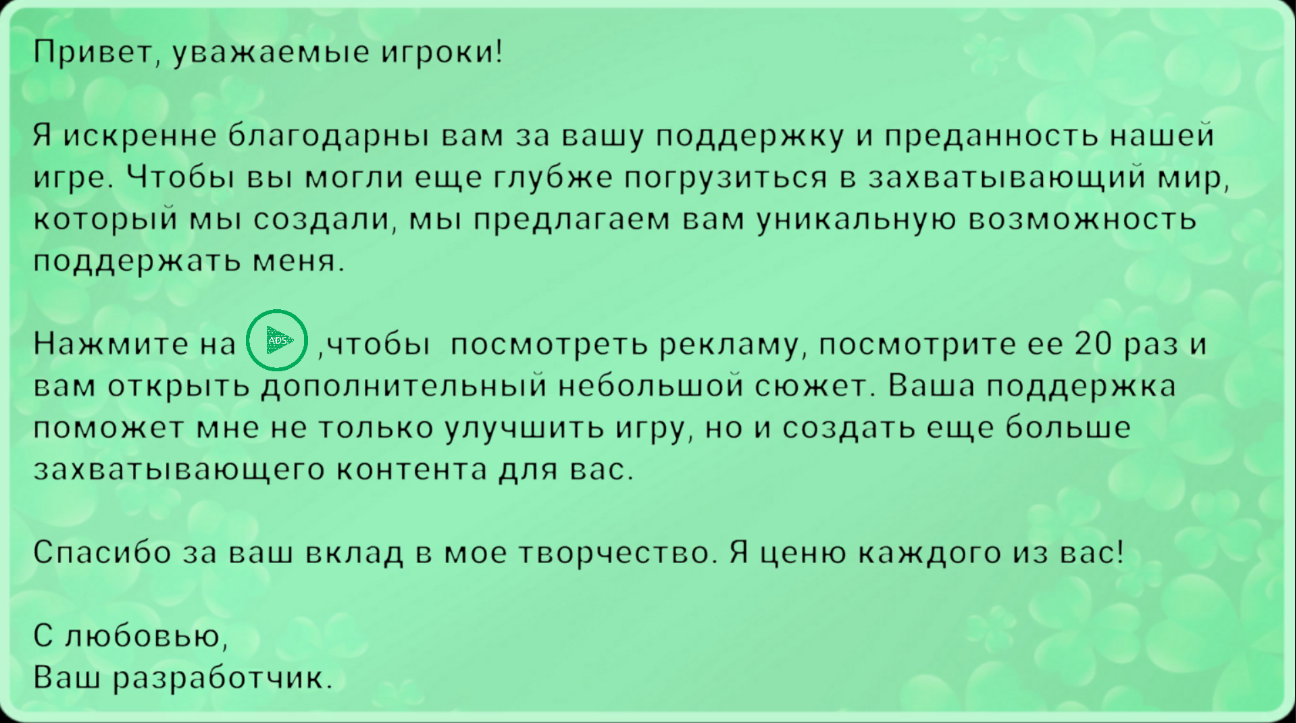 Привет, уважаемые игроки!
Я искренне благодарны вам за вашу поддержку и преданность нашей
игре. Чтобы вы могли еще глубже погрузиться в захватывающий мир,
который мы создали, мы предлагаем вам уникальную возможность
поддержать меня.
Нажмите на ADS ,чтобы посмотреть рекламу, посмотрите ее 20 раз и
вам открыть дополнительный небольшой сюжет. Ваша поддержка
поможет мне не только улучшить игру, но и создать еще больше
захватывающего контента для вас.
Спасибо за ваш вклад в мое творчество. Я ценю каждого из вас!
С любовью,
Ваш разработчик.